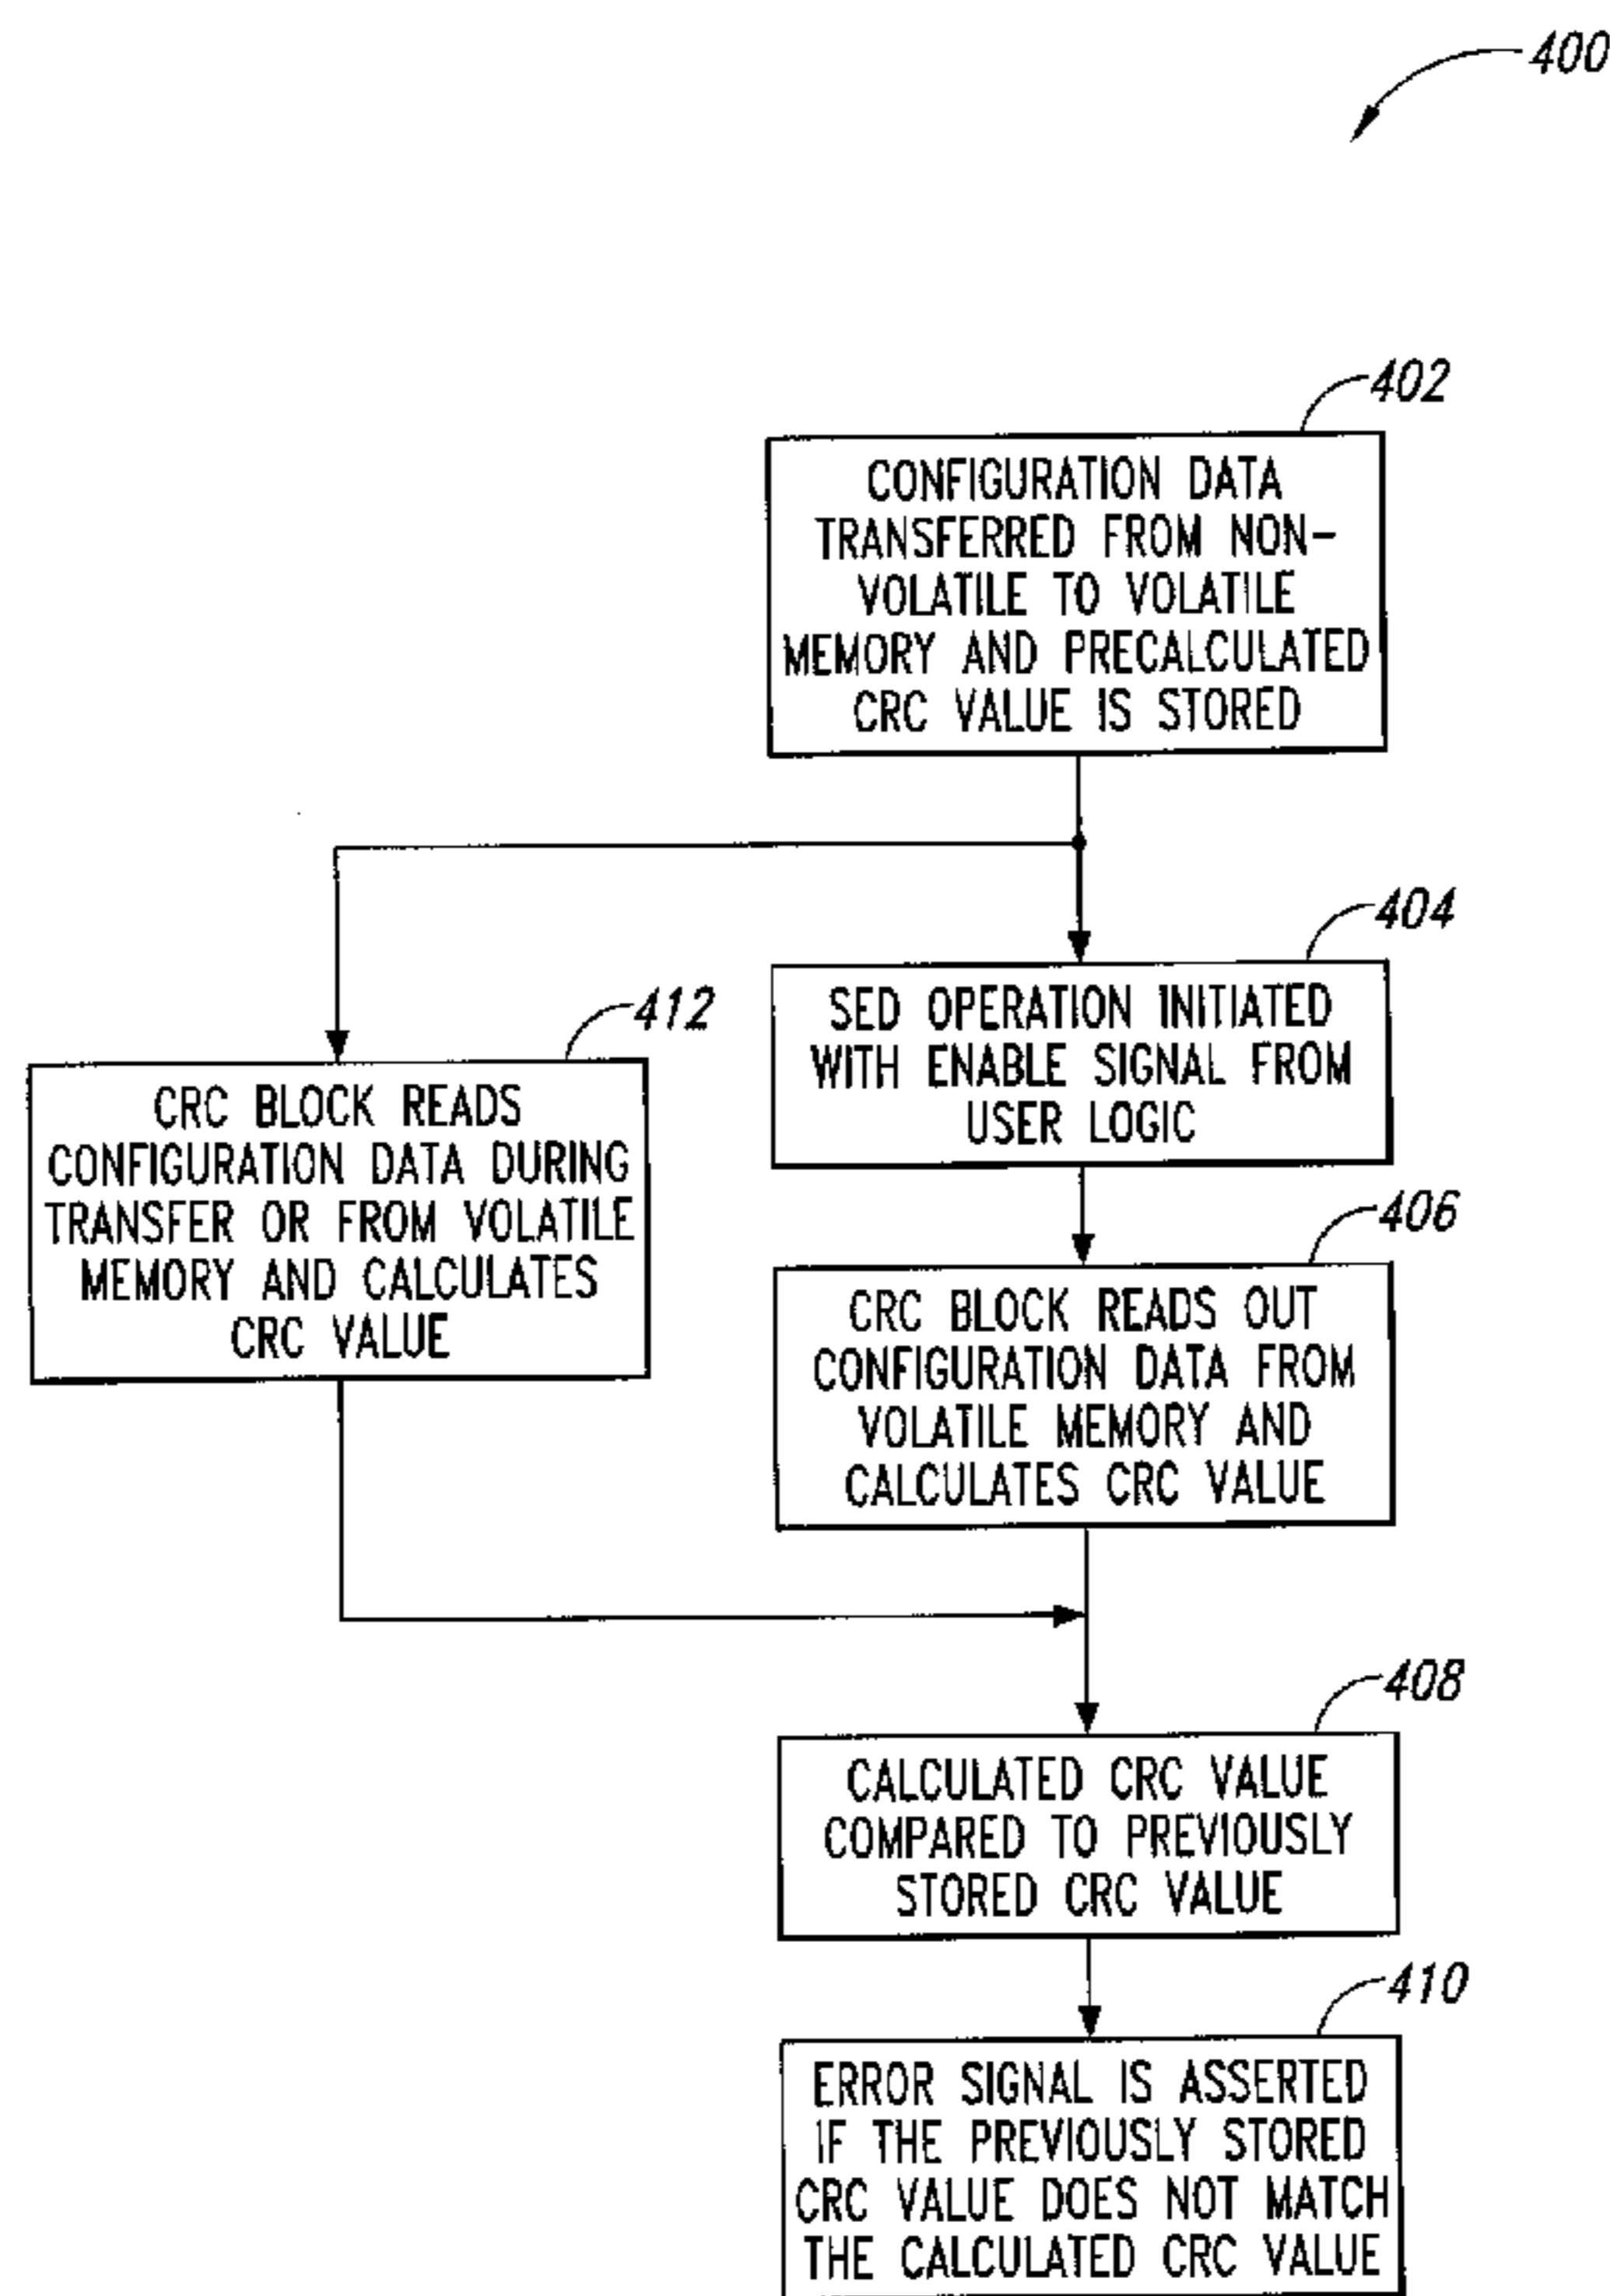 400
402
CONFIGURATION DATA
TRANSFERRED FROM NON-
VOLATILE TO VOLATILE
MEMORY AND PRECALCULATED
CRC VALUE IS STORED
404
SED OPERATION INITIATED
WITH ENABLE SIGNAL FROM
USER LOGIC
412
CRC BLOCK READS
CONFIGURATION DATA DURING
TRANSFER OR FROM VOLATILE
MEMORY AND CALCULATES
CRC VALUE
406
CRC BLOCK READS OUT
CONFIGURATION DATA FROM
VOLATILE MEMORY AND
CALCULATES CRC VALUE
408
CALCULATED CRC VALUE
COMPARED TO PREVIOUSLY
STORED CRC VALUE
410
ERROR SIGNAL IS ASSERTED
IF THE PREVIOUSLY STORED
CRC VALUE DOES NOT MATCH
THE CALCULATED CRC VALUE